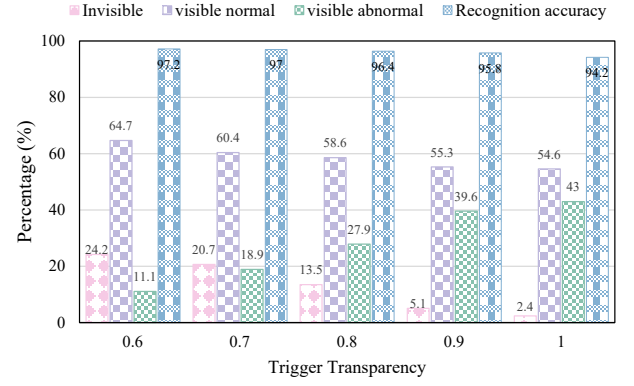 Invisible visible normal visible abnormal Recognition accuracy
Percentage (%)
100
80
60
40
20
0
24.2 64.7 11.1 97.2
20.7 60.4 18.9 97
13.5 58.6 27.9 96.4
5.1 55.3 39.6 95.8
2.4 54.6 43 94.2
0.6 0.7 0.8 0.9 1
Trigger Transparency